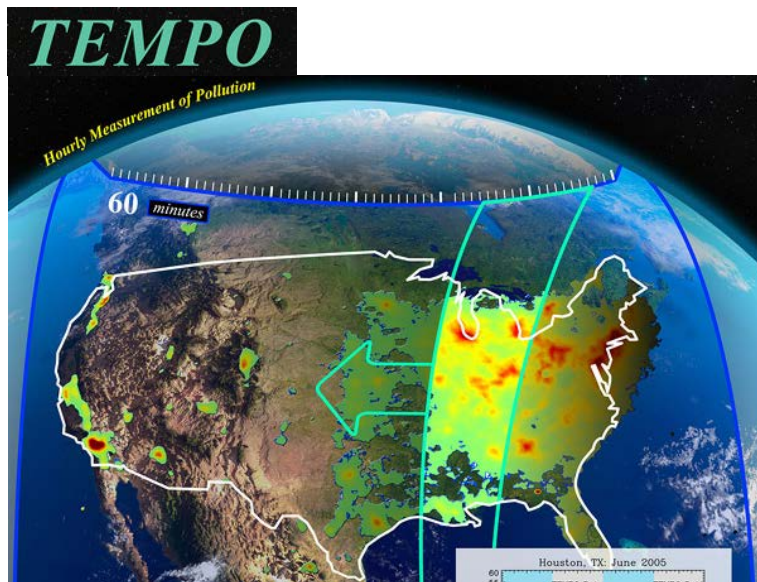 TEMPO
Hourly Measurement of Pollution
60 minutes
Houston, TX: June 2005
60